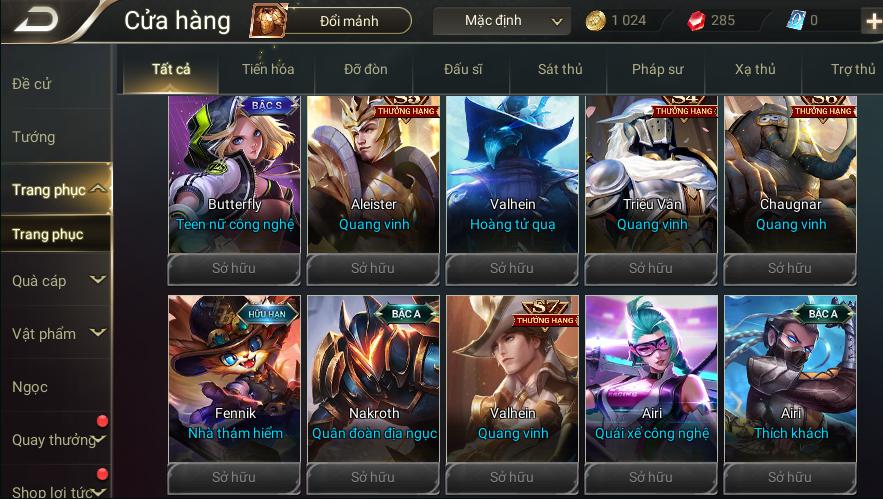 Cửa hàng
Đổi mảnh
Mặc định
1 024
285
0
Đề cử
Tướng
Trang phục
Trang phục
Quà cáp
Vật phẩm
Ngọc
Quay thưởng
Shop lợi tức
Tất cả
Tiến hóa
Đỡ đòn
Đấu sĩ
Sát thủ
Pháp sư
Xạ thủ
Trợ thủ
BẬC S
Butterfly
Teen nữ công nghệ
Sở hữu
S5
THƯỞNG HẠNG
Aleister
Quang vinh
Sở hữu
Valhein
Hoàng tử quạ
Sở hữu
S4
THƯỞNG HẠNG
Triệu Vân
Quang vinh
Sở hữu
S6
THƯỞNG HẠNG
Chaugnar
Quang vinh
Sở hữu
HỮU HẠN
Fennik
Nhà thám hiểm
Sở hữu
BẬC A
Nakroth
Quân đoàn địa ngục
Sở hữu
S7
THƯỞNG HẠNG
Valhein
Quang vinh
Sở hữu
Airi
Quái xế công nghệ
Sở hữu
BẬC A
Airi
Thích khách
Sở hữu